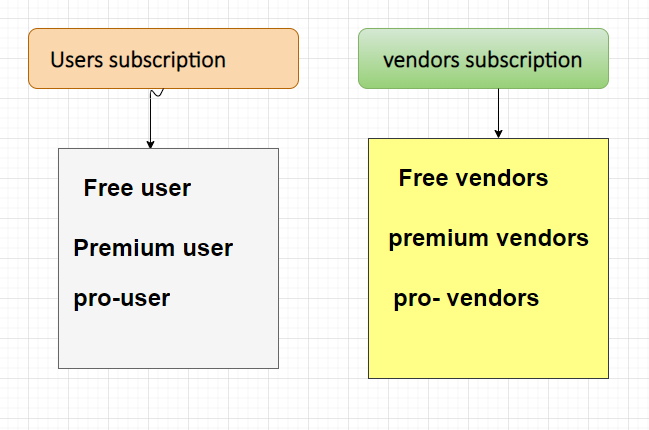 Users subscription
vendors subscription
Free user
Premium user
pro-user
Free vendors
premium vendors
pro- vendors